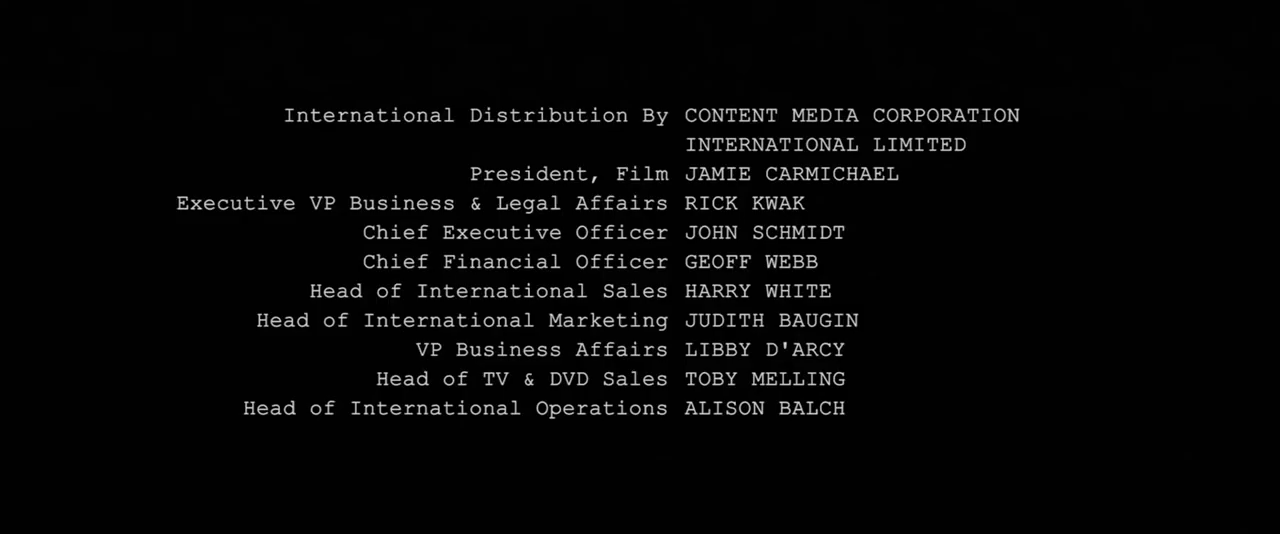 International Distribution By CONTENT MEDIA CORPORATION
INTERNATIONAL LIMITED
President, Film JAMIE CARMICHAEL
Executive VP Business & Legal Affairs RICK KWAK
Chief Executive Officer JOHN SCHMIDT
Chief Financial Officer GEOFF WEBB
Head of International Sales HARRY WHITE
Head of International Marketing JUDITH BAUGIN
VP Business Affairs LIBBY D'ARCY
Head of TV & DVD Sales TOBY MELLING
Head of International Operations ALISON BALCH